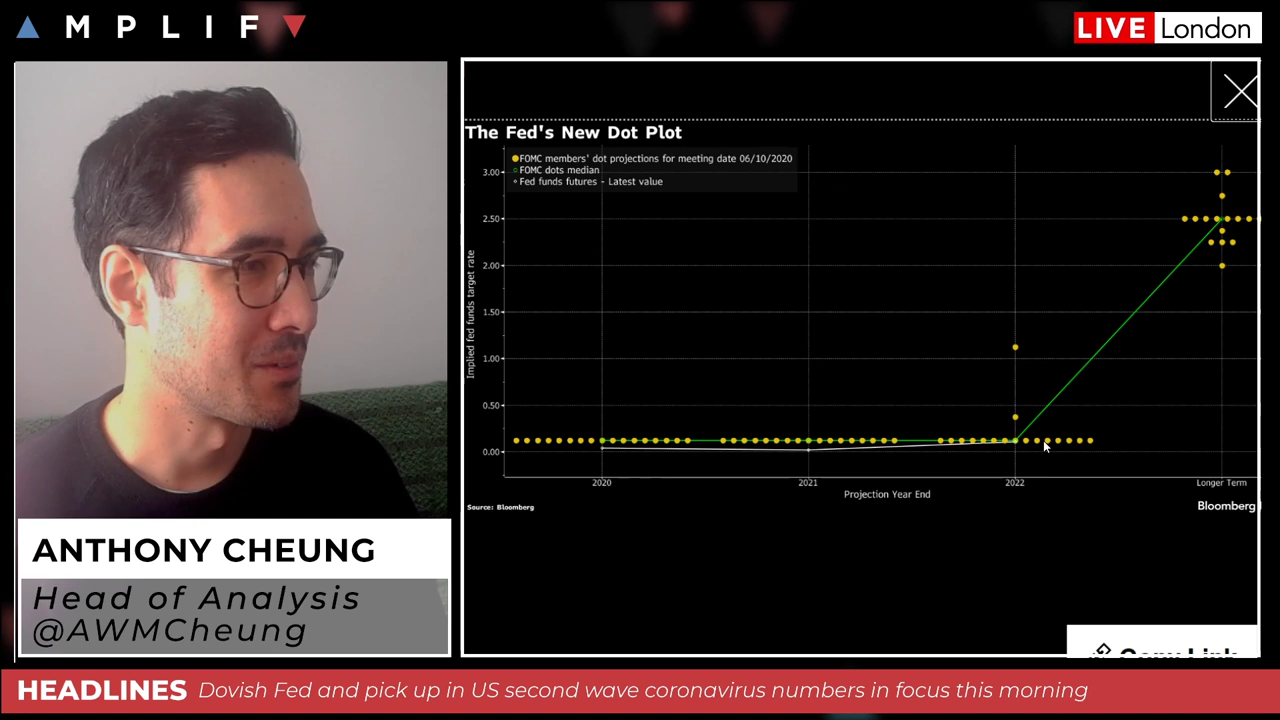 ▲ M P L I F ▼
LIVE London
The Fed's New Dot Plot
FOMC members' dot projections for meeting date 06/10/2020
FOMC dots median
Fed funds futures - Latest value
Implied fed funds target rate
3.00
2.50
2.00
1.50
1.00
0.50
0.00
2020
2021
2022
Longer Term
Projection Year End
Source: Bloomberg
Bloomberg
Copy Link
ANTHONY CHEUNG
Head of Analysis
@AWMCheung
HEADLINES Dovish Fed and pick up in US second wave coronavirus numbers in focus this morning